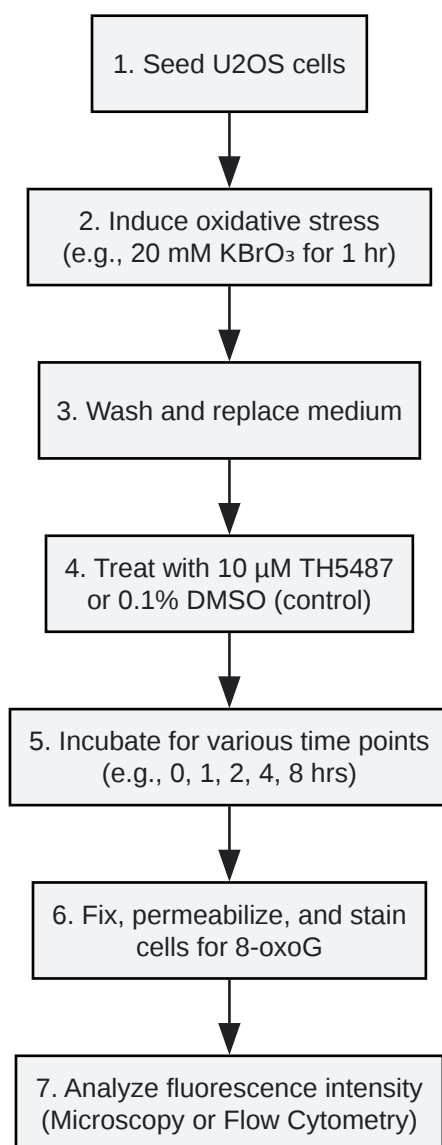 1. Seed U2OS cells
2. Induce oxidative stress
(e.g., 20 mM KBrO₃ for 1 hr)
3. Wash and replace medium
4. Treat with 10 µM TH5487
or 0.1% DMSO (control)
5. Incubate for various time points
(e.g., 0, 1, 2, 4, 8 hrs)
6. Fix, permeabilize, and stain
cells for 8-oxoG
7. Analyze fluorescence intensity
(Microscopy or Flow Cytometry)